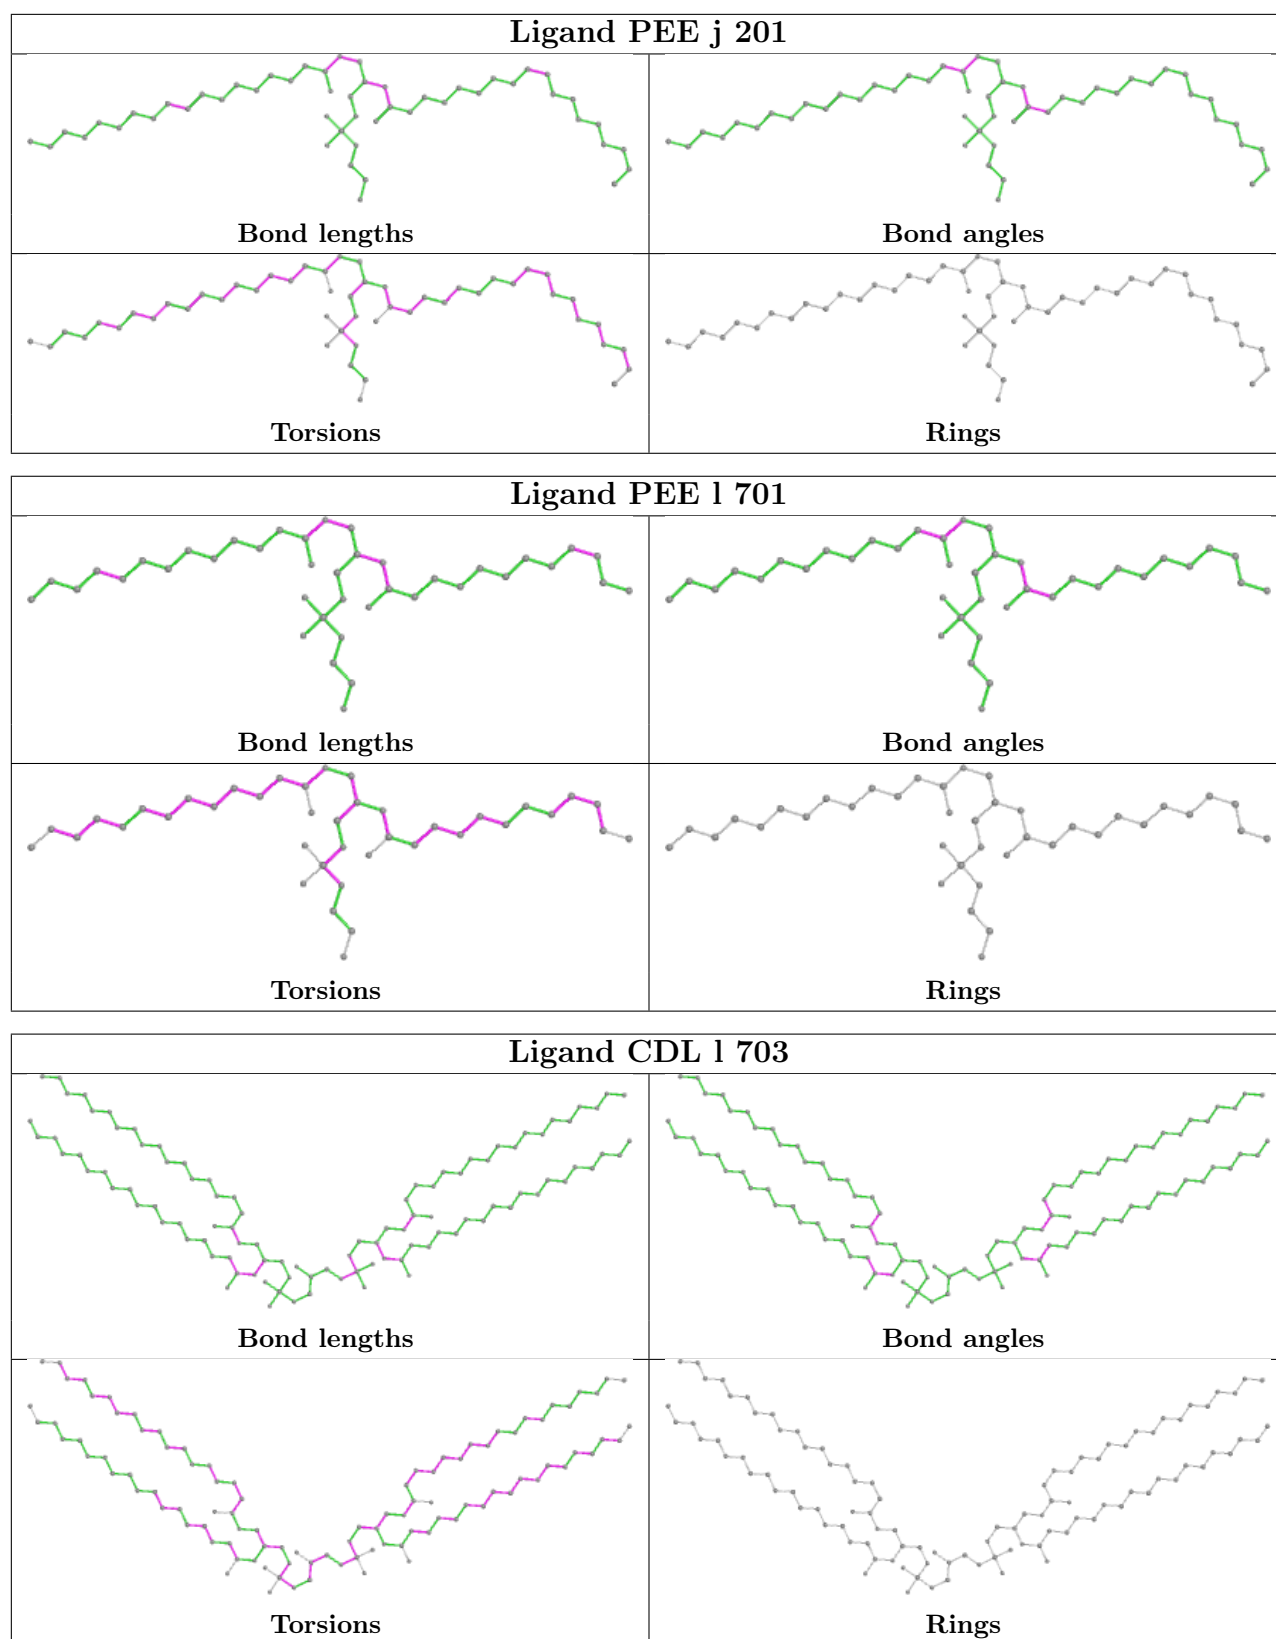 Ligand PEE j 201
Bond lengths
Bond angles
Torsions
Rings
Ligand PEE l 701
Bond lengths
Bond angles
Torsions
Rings
Ligand CDL l 703
Bond lengths
Bond angles
Torsions
Rings